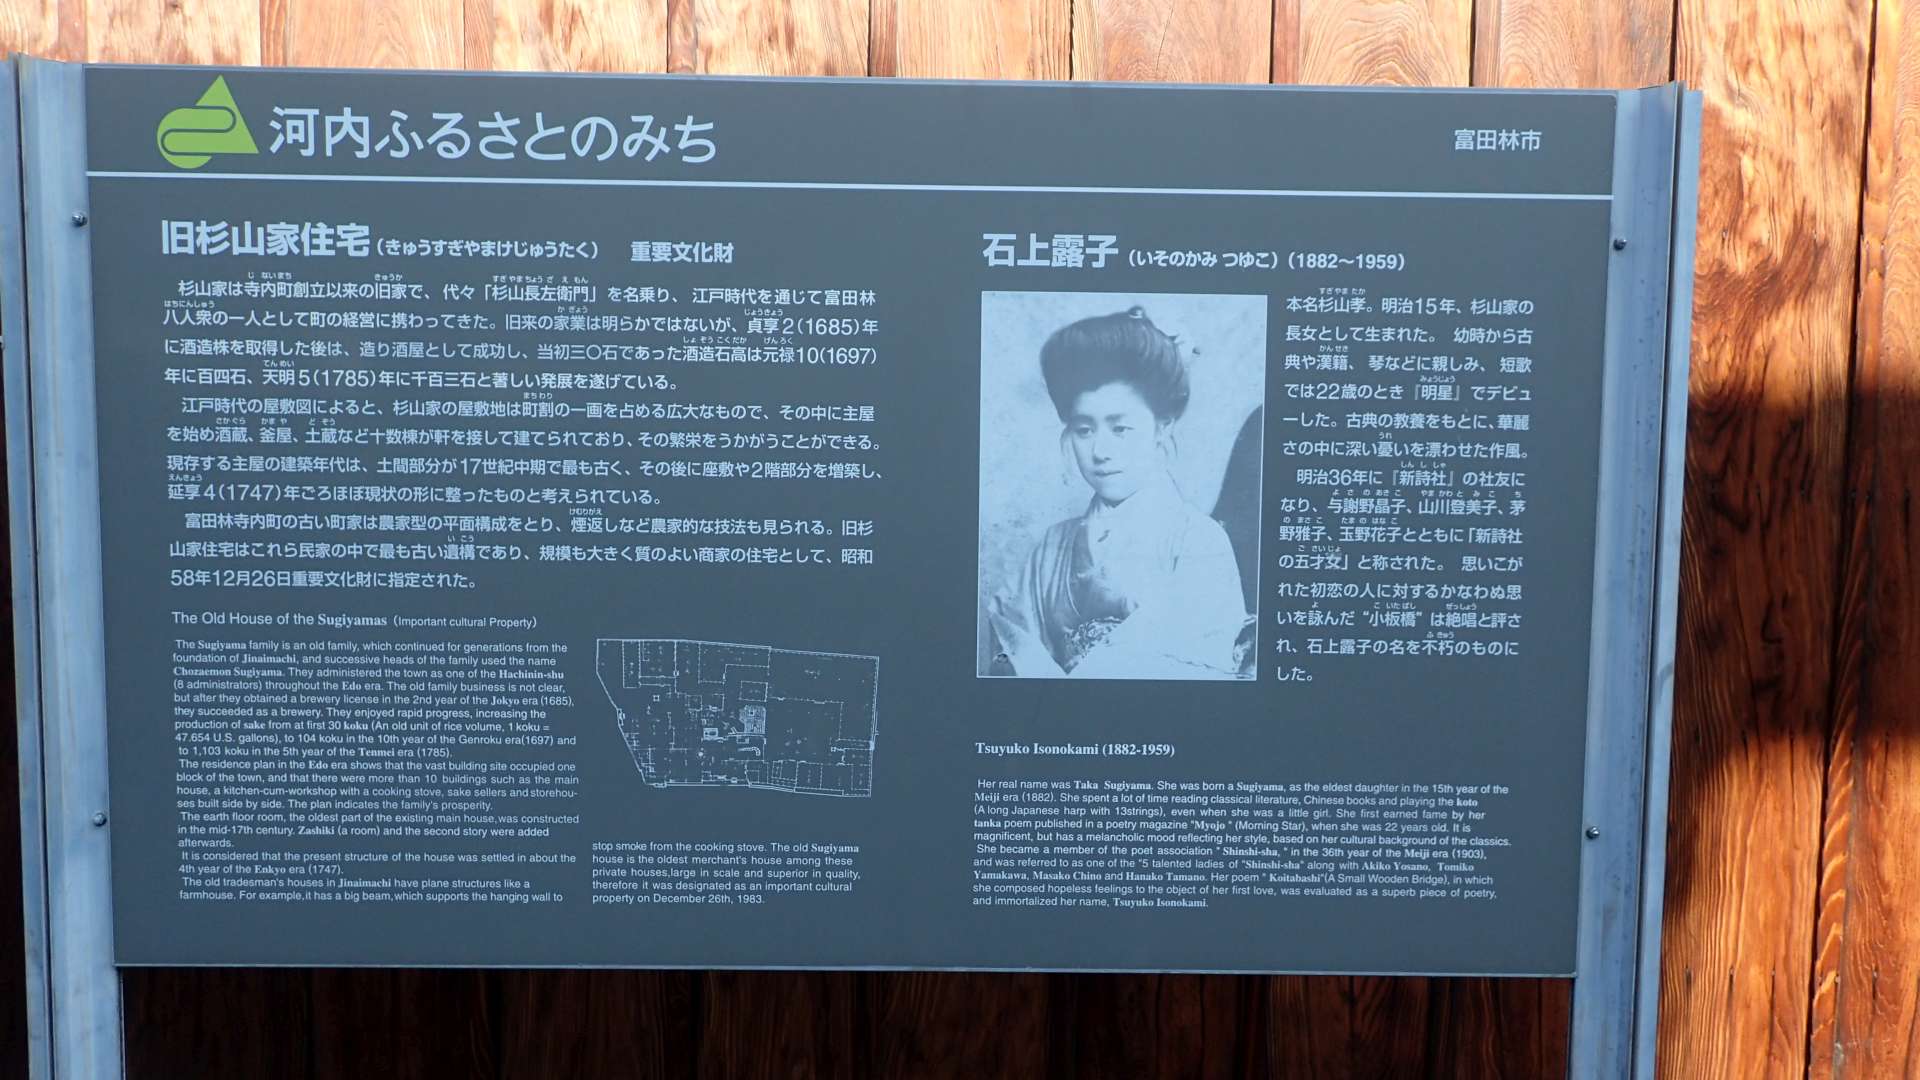 河内ふるさとのみち
富田林市
旧杉山家住宅(きゅうすぎやまけじゅうたく) 重要文化財
杉山家は寺内町創立以来の旧家で、代々「杉山長左衛門」を名乗り、江戸時代を通じて富田林
八人衆の一人として町の経営に携わってきた。旧来の家業は明らかではないが、貞享2(1685)年
に酒造株を取得した後は、造り酒屋として成功し、当初三〇石であった酒造石高は元禄10(1697)
年に百四石、天明5(1785)年に千百三石と著しい発展を遂げている。
江戸時代の屋敷図によると、杉山家の屋敷地は町割の一画を占める広大なもので、その中に主屋
を始め酒蔵、釜屋、土蔵など十数棟が軒を接して建てられており、その繁栄をうかがうことができる。
現存する主屋の建築年代は、土間部分が17世紀中期で最も古く、その後に座敷や2階部分を増築し、
延享4(1747)年ごろほぼ現状の形に整ったものと考えられている。
富田林寺内町の古い町家は農家型の平面構成をとり、煙返しなど農家的な技法も見られる。旧杉
山家住宅はこれら民家の中で最も古い遺構であり、規模も大きく質のよい商家の住宅として、昭和
58年12月26日重要文化財に指定された。
The Old House of the Sugiyamas (Important cultural Property)
The Sugiyama family is an old family, which continued for generations from the
foundation of Jinaimachi, and successive heads of the family used the name
Chozaemon Sugiyama. They administered the town as one of the Hachinin-shu
(8 administrators) throughout the Edo era. The old family business is not clear,
but after they obtained a brewery license in the 2nd year of the Jokyo era (1685),
they succeeded as a brewery. They enjoyed rapid progress, increasing the
production of sake from at first 30 koku (An old unit of rice volume, 1 koku =
47.654 U.S. gallons), to 104 koku in the 10th year of the Genroku era(1697) and
to 1,103 koku in the 5th year of the Tenmei era (1785).
The residence plan in the Edo era shows that the vast building site occupied one
block of the town, and that there were more than 10 buildings such as the main
house, a kitchen-cum-workshop with a cooking stove, sake sellers and storehou-
ses built side by side. The plan indicates the family's prosperity.
The earth floor room, the oldest part of the existing main house,was constructed
in the mid-17th century. Zashiki (a room) and the second story were added
afterwards.
It is considered that the present structure of the house was settled in about the
4th year of the Enkyo era (1747).
The old tradesman's houses in Jinaimachi have plane structures like a
farmhouse. For example,it has a big beam,which supports the hanging wall to
stop smoke from the cooking stove. The old Sugiyama
house is the oldest merchant's house among these
private houses,large in scale and superior in quality,
therefore it was designated as an important cultural
property on December 26th, 1983.
石上露子(いそのかみ つゆこ)(1882〜1959)
本名杉山孝。明治15年、杉山家の
長女として生まれた。幼時から古
典や漢籍、琴などに親しみ、短歌
では22歳のとき『明星』でデビュ
ーした。古典の教養をもとに、華麗
さの中に深い憂いを漂わせた作風。
明治36年に『新詩社』の社友に
なり、与謝野晶子、山川登美子、茅
野雅子、玉野花子とともに「新詩社
の五才女」と称された。思いこが
れた初恋の人に対するかなわぬ思
いを詠んだ“小板橋”は絶唱と評さ
れ、石上露子の名を不朽のものに
した。
Tsuyuko Isonokami (1882-1959)
Her real name was Taka Sugiyama. She was born a Sugiyama, as the eldest daughter in the 15th year of the
Meiji era (1882). She spent a lot of time reading classical literature, Chinese books and playing the koto
(A long Japanese harp with 13strings), even when she was a little girl. She first earned fame by her
tanka poem published in a poetry magazine "Myojo " (Morning Star), when she was 22 years old. It is
magnificent, but has a melancholic mood reflecting her style, based on her cultural background of the classics.
She became a member of the poet association " Shinshi-sha, " in the 36th year of the Meiji era (1903),
and was referred to as one of the "5 talented ladies of "Shinshi-sha" along with Akiko Yosano, Tomiko
Yamakawa, Masako Chino and Hanako Tamano. Her poem " Koitabashi"(A Small Wooden Bridge), in which
she composed hopeless feelings to the object of her first love, was evaluated as a superb piece of poetry,
and immortalized her name, Tsuyuko Isonokami.